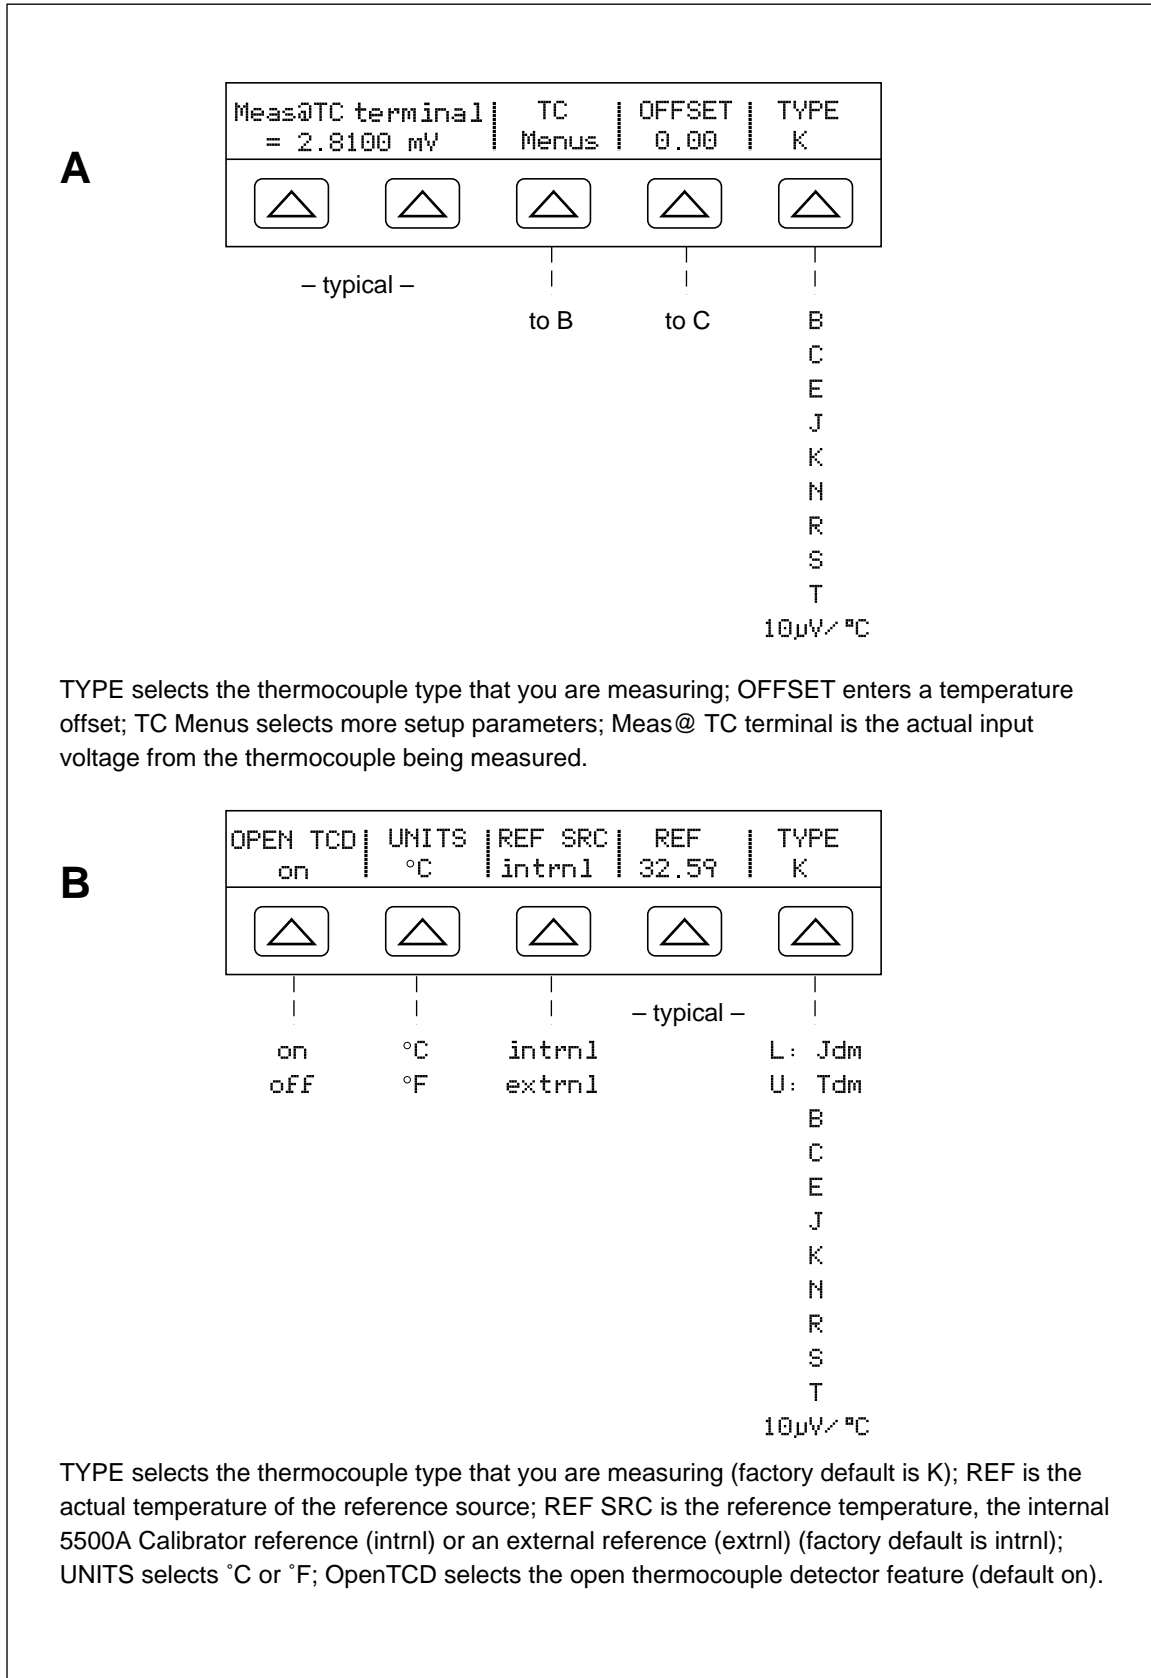 A
Meas@TC terminal TC OFFSET TYPE
= 2.8100 mV Menus 0.00 K
– typical –
to B to C B
C
E
J
K
N
R
S
T
10µV/°C
TYPE selects the thermocouple type that you are measuring; OFFSET enters a temperature
offset; TC Menus selects more setup parameters; Meas@ TC terminal is the actual input
voltage from the thermocouple being measured.
B
OPEN TCD UNITS REF SRC REF TYPE
on °C intrnl 32.59 K
– typical –
on °C intrnl L: Jdm
off °F extrnl U: Tdm
B
C
E
J
K
N
R
S
T
10µV/°C
TYPE selects the thermocouple type that you are measuring (factory default is K); REF is the
actual temperature of the reference source; REF SRC is the reference temperature, the internal
5500A Calibrator reference (intrnl) or an external reference (extrnl) (factory default is intrnl);
UNITS selects ˚C or ˚F; OpenTCD selects the open thermocouple detector feature (default on).